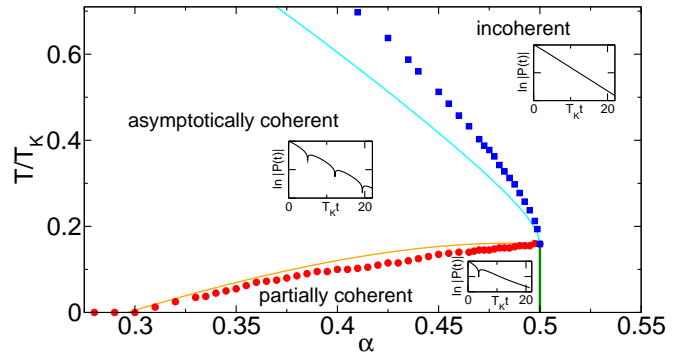 incoherent
ln |P(t)|
0 T_K t 20
asymptotically coherent
ln |P(t)|
0 T_K t 20
partially coherent
ln |P(t)|
0 T_K t 20
T/T_K
0.6
0.4
0.2
0
0.3 0.35 0.4 0.45 0.5 0.55
α